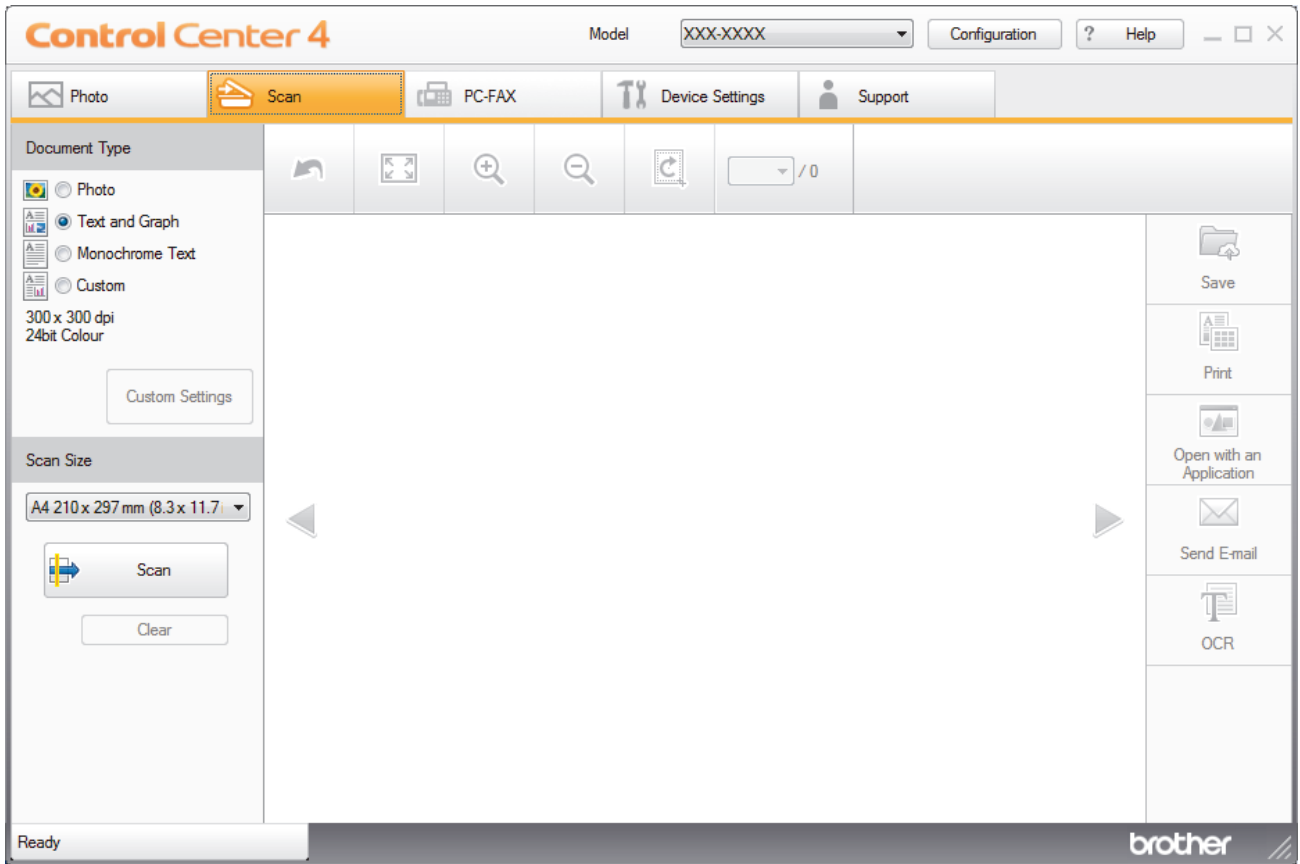 Control Center 4
Model
XXX-XXXX
Configuration
? Help
Photo
Scan
PC-FAX
Device Settings
Support
Document Type
Photo
Text and Graph
Monochrome Text
Custom
300 x 300 dpi
24bit Colour
Custom Settings
Scan Size
A4 210 x 297 mm (8.3 x 11.7
Scan
Clear
/ 0
Save
Print
Open with an
Application
Send E-mail
OCR
Ready
brother